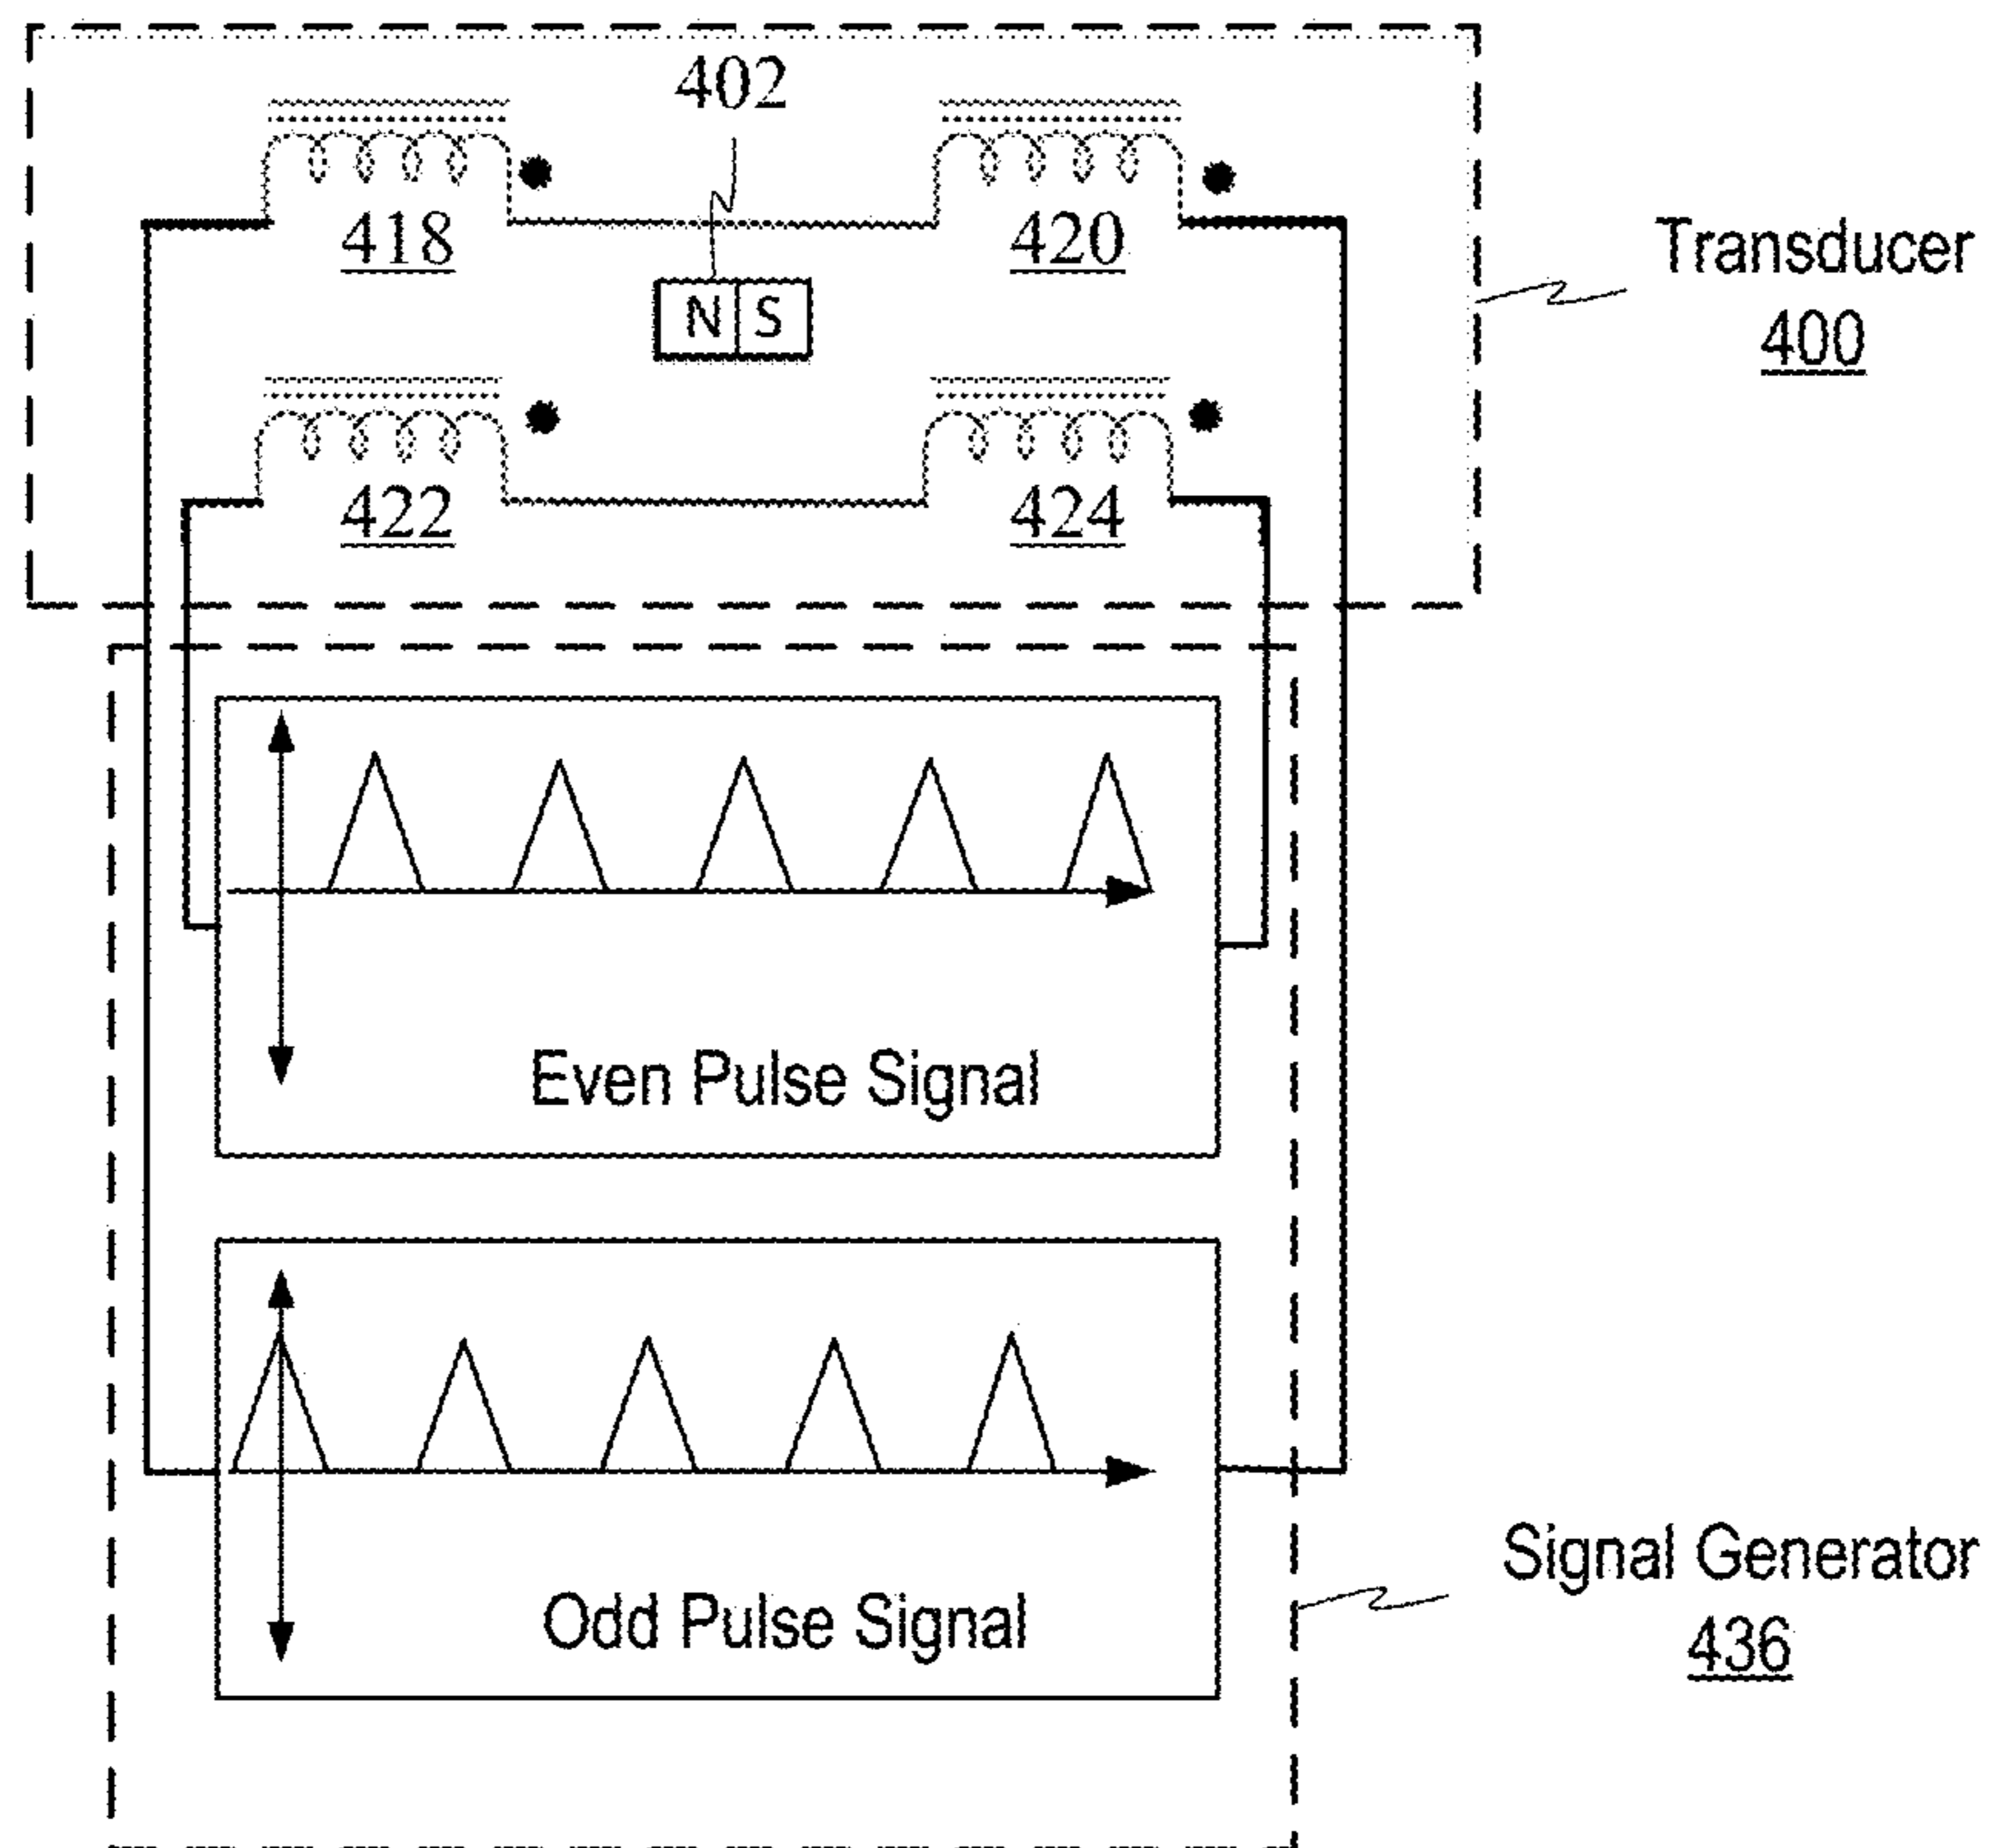 402
418
420
N S
422
424
Transducer
400
Even Pulse Signal
Odd Pulse Signal
Signal Generator
436